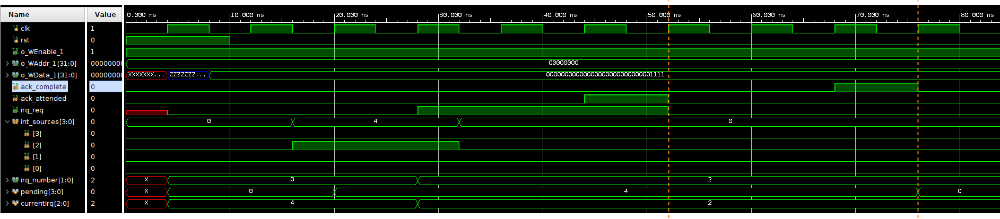 Name Value 0.000 ns 10.000 ns 20.000 ns 30.000 ns 40.000 ns 50.000 ns 60.000 ns 70.000 ns 80.000 ns
clk 1
rst 0
o_WEnable_1 1
o_WAddr_1[31:0] 00000000 00000000
o_WData_1[31:0] 00000000 XXXXXXX... ZZZZZZZ... 00000000000000000000000000001111
ack_complete 0
ack_attended 0
irq_req 0
int_sources[3:0] 0 0 4 0
[3] 0
[2] 0
[1] 0
[0] 0
irq_number[1:0] 2 X 0 2
pending[3:0] 0 X 0 4 0
currentIrq[2:0] 2 X 4 2